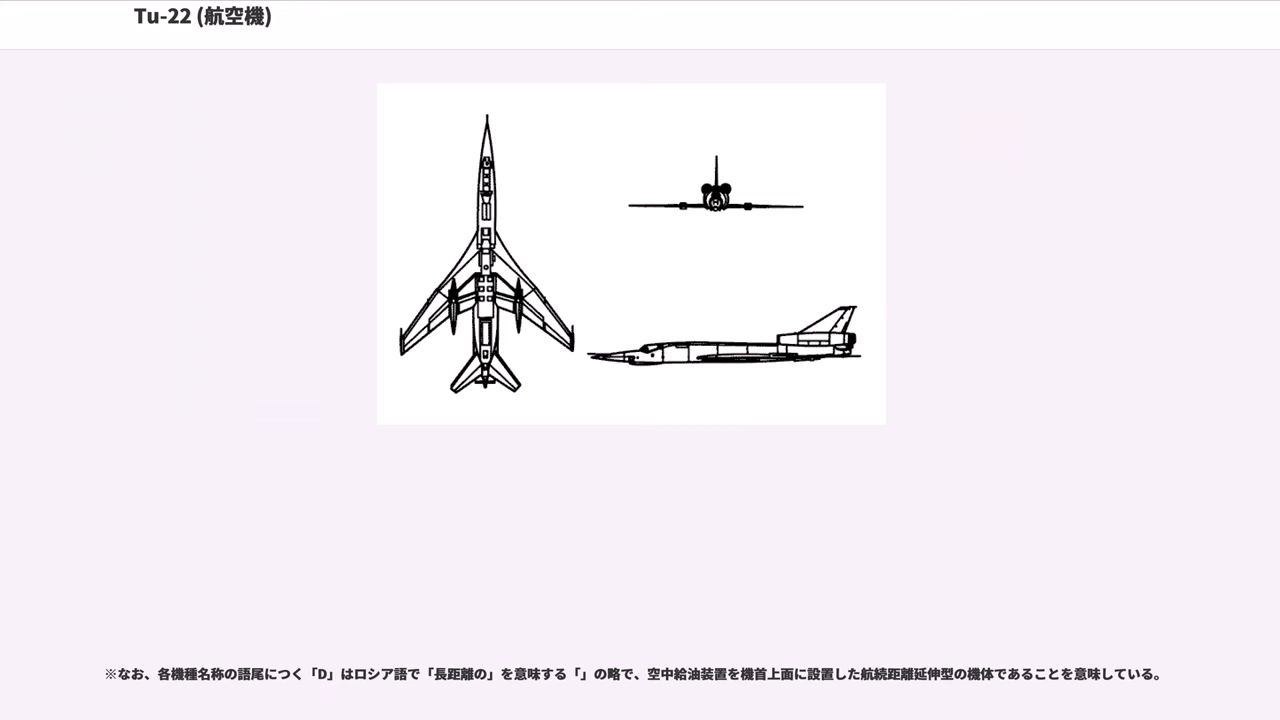 Tu-22 (航空機)
※なお、各機種名称の語尾につく「D」はロシア語で「長距離の」を意味する「」の略で、空中給油装置を機首上面に設置した航続距離延伸型の機体であることを意味している。